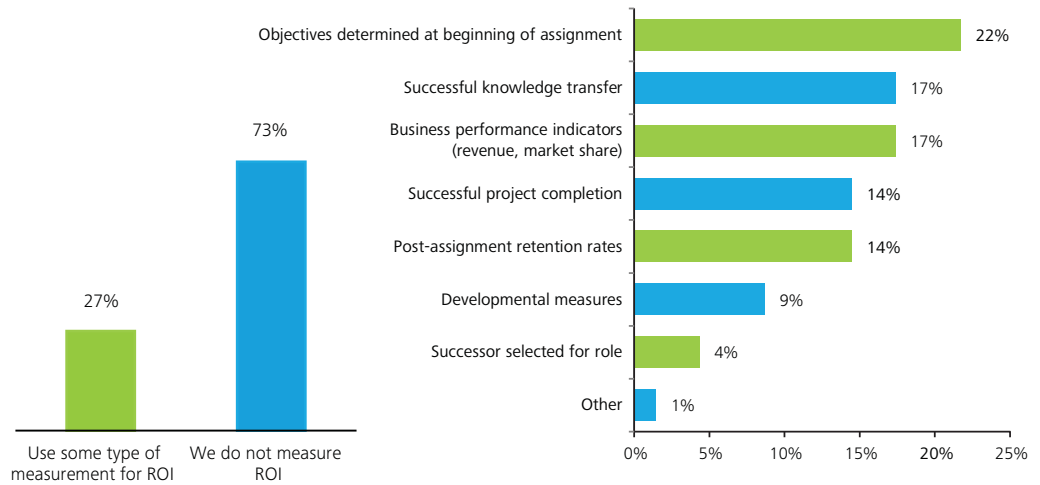 73%
27%
Use some type of
measurement for ROI
We do not measure
ROI
Objectives determined at beginning of assignment
22%
Successful knowledge transfer
17%
Business performance indicators
(revenue, market share)
17%
Successful project completion
14%
Post-assignment retention rates
14%
Developmental measures
9%
Successor selected for role
4%
Other
1%
0% 5% 10% 15% 20% 25%